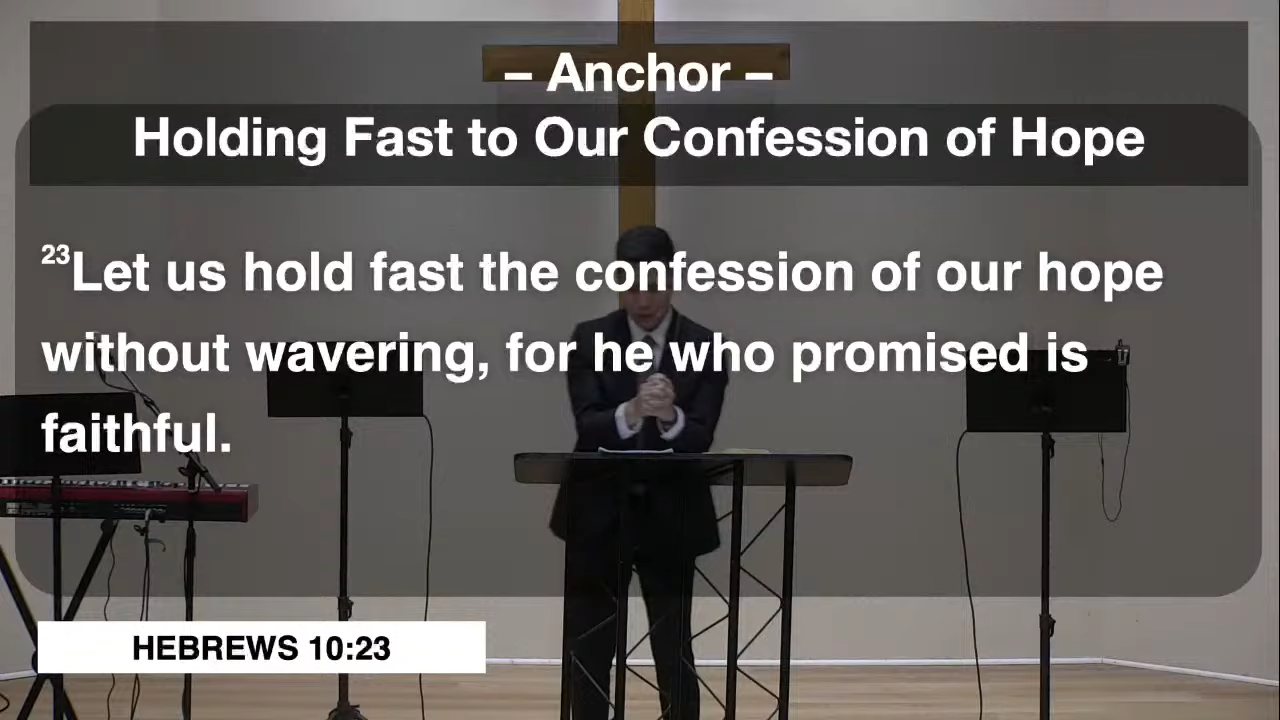 – Anchor –
Holding Fast to Our Confession of Hope
23Let us hold fast the confession of our hope
without wavering, for he who promised is
faithful.
HEBREWS 10:23